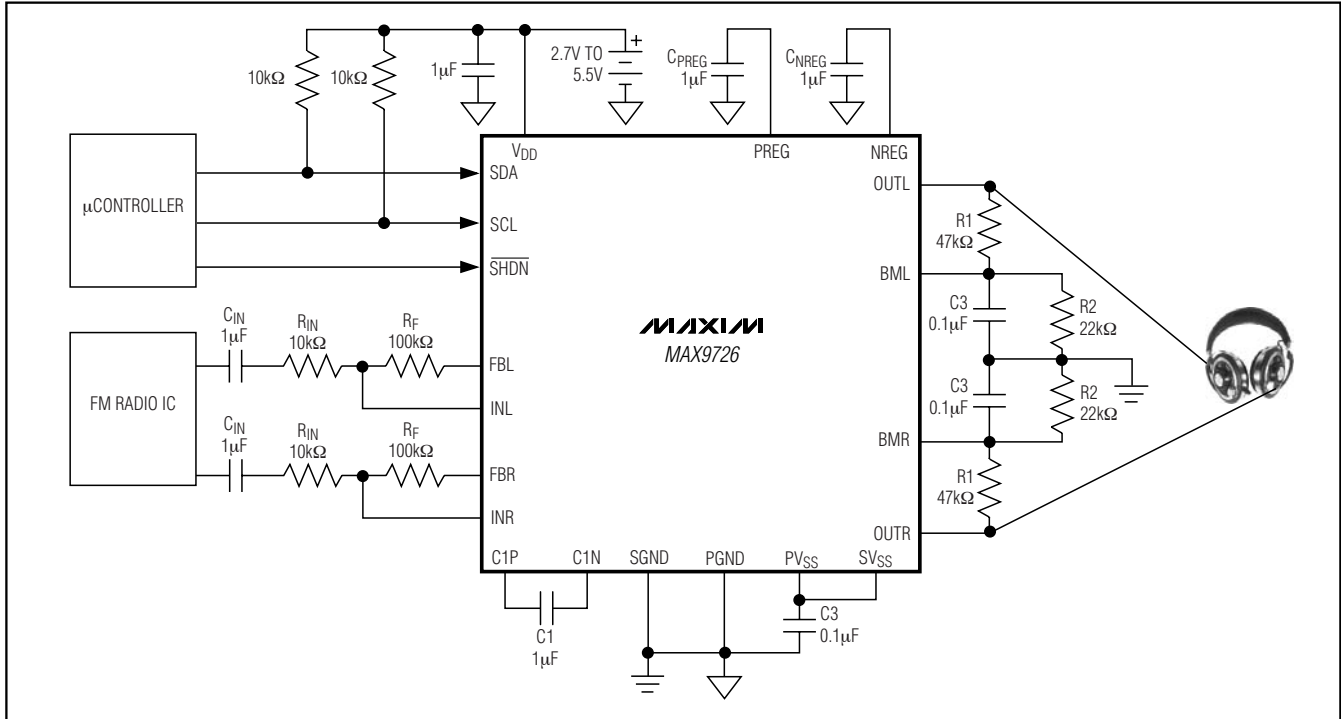 10kΩ
10kΩ
1µF
2.7V TO
5.5V
+
CPREG
1µF
CNREG
1µF
µCONTROLLER
VDD
PREG
NREG
SDA
SCL
SHDN
OUTL
R1
47kΩ
BML
C3
0.1µF
R2
22kΩ
MAXIM
MAX9726
FM RADIO IC
CIN
1µF
RIN
10kΩ
RF
100kΩ
FBL
INL
CIN
1µF
RIN
10kΩ
RF
100kΩ
FBR
INR
C3
0.1µF
R2
22kΩ
BMR
R1
47kΩ
OUTR
C1P
C1N
SGND
PGND
PVSS
SVSS
C1
1µF
C3
0.1µF